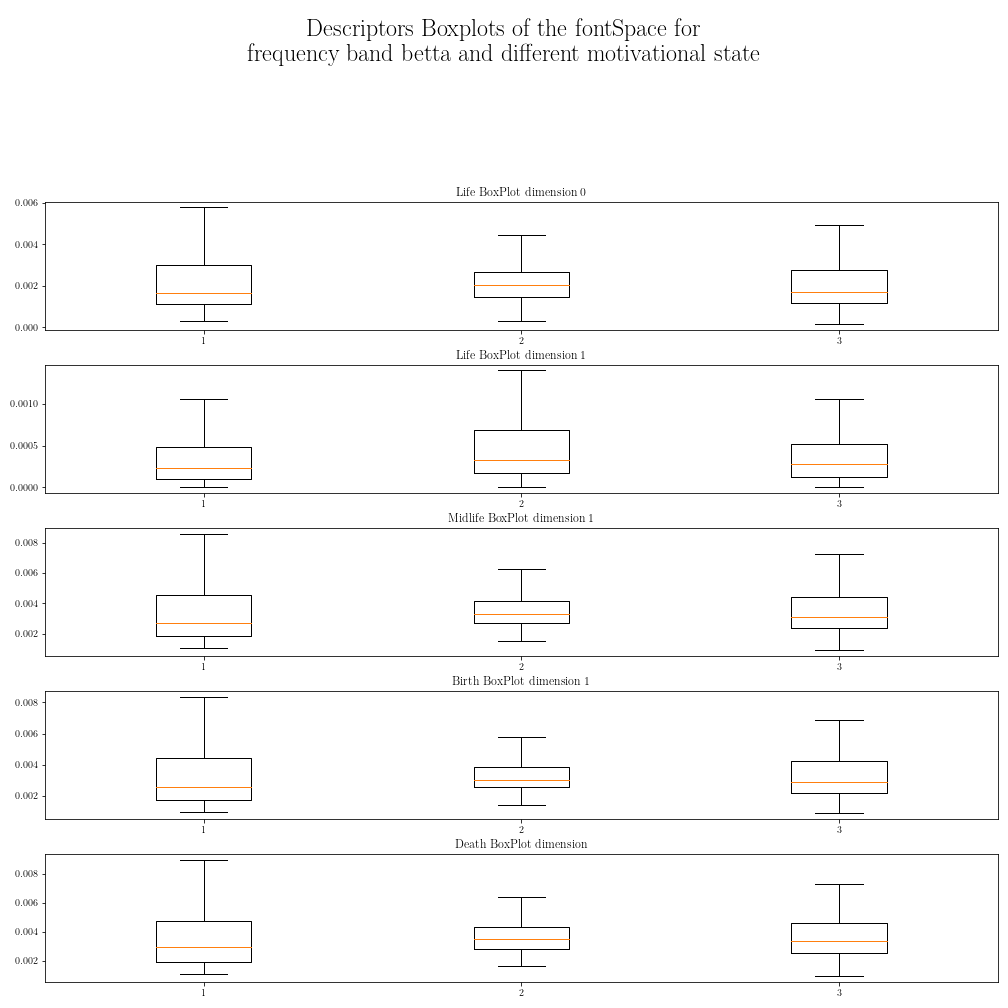 Descriptors Boxplots of the fontSpace for
frequency band betta and different motivational state
Life BoxPlot dimension 0
0.006
0.004
0.002
0.000
1 2 3
Life BoxPlot dimension 1
0.0010
0.0005
0.0000
1 2 3
Midlife BoxPlot dimension 1
0.008
0.006
0.004
0.002
1 2 3
Birth BoxPlot dimension 1
0.008
0.006
0.004
0.002
1 2 3
Death BoxPlot dimension
0.008
0.006
0.004
0.002
1 2 3